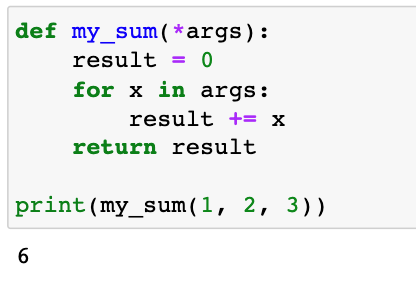 def my_sum(*args):
    result = 0
    for x in args:
        result += x
    return result

print(my_sum(1, 2, 3))
6